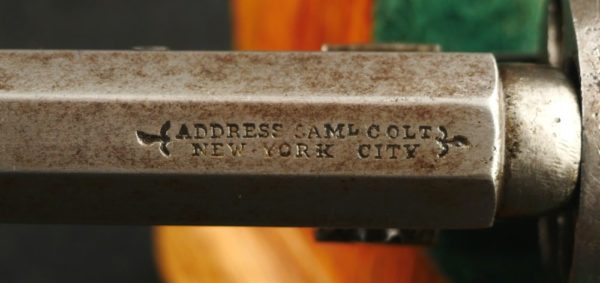 ADDRESS SAML COLT
NEW-YORK CITY